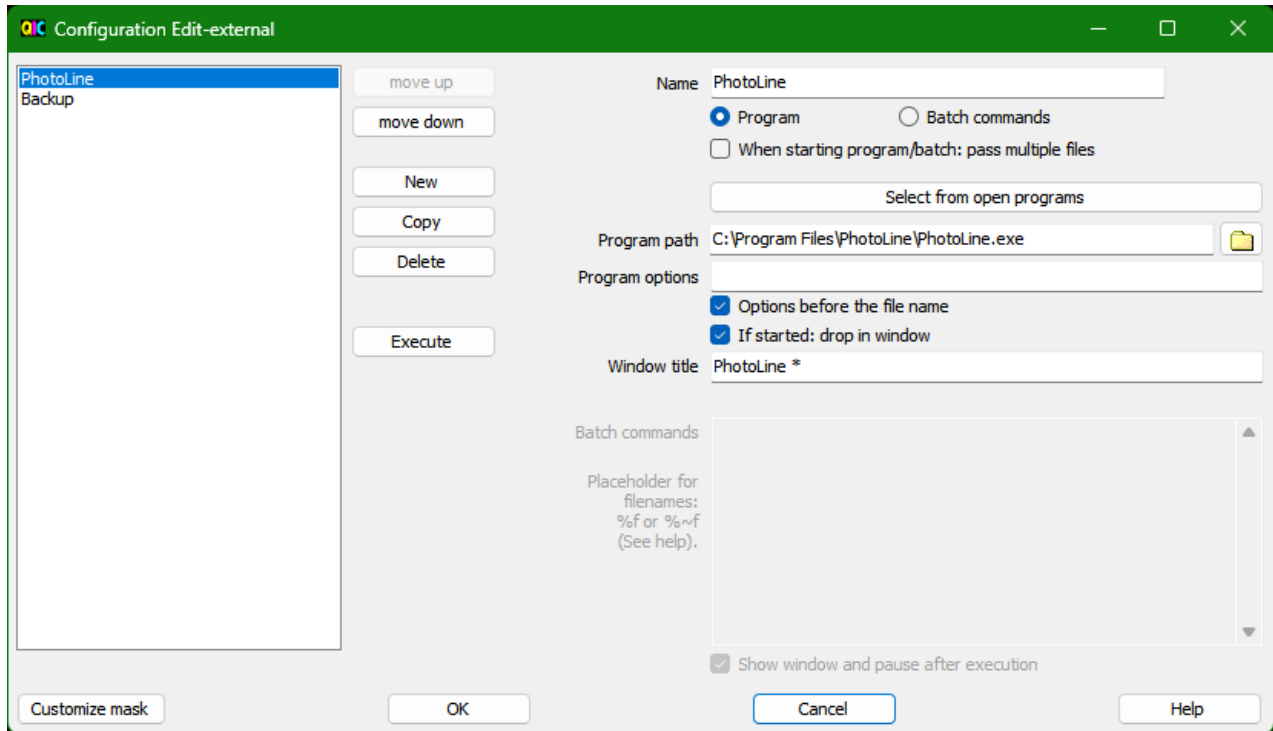 QIC Configuration Edit-external
PhotoLine
Backup
move up
move down
New
Copy
Delete
Execute
Name PhotoLine
Program Batch commands
When starting program/batch: pass multiple files
Select from open programs
Program path C:\Program Files\PhotoLine\PhotoLine.exe
Program options
Options before the file name
If started: drop in window
Window title PhotoLine *
Batch commands
Placeholder for
filenames:
%f or %~f
(See help).
Show window and pause after execution
Customize mask OK Cancel Help